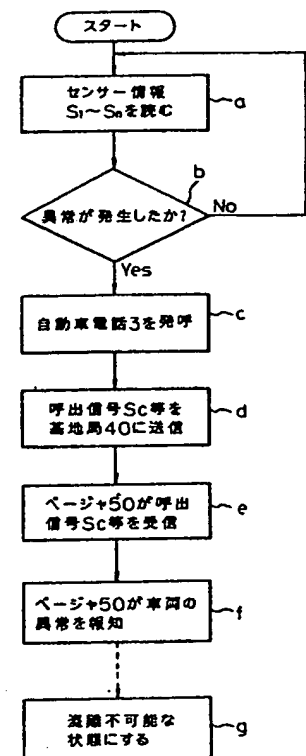 スタート
センサー情報
S1～Snを読む
a
b
異常が発生したか?
No
Yes
自動車電話3を発呼
c
呼出信号Sc等を
基地局40に送信
d
ページャ50が呼出
信号Sc等を受信
e
ページャ50が車両の
異常を報知
f
盗難不可能な
状態にする
g